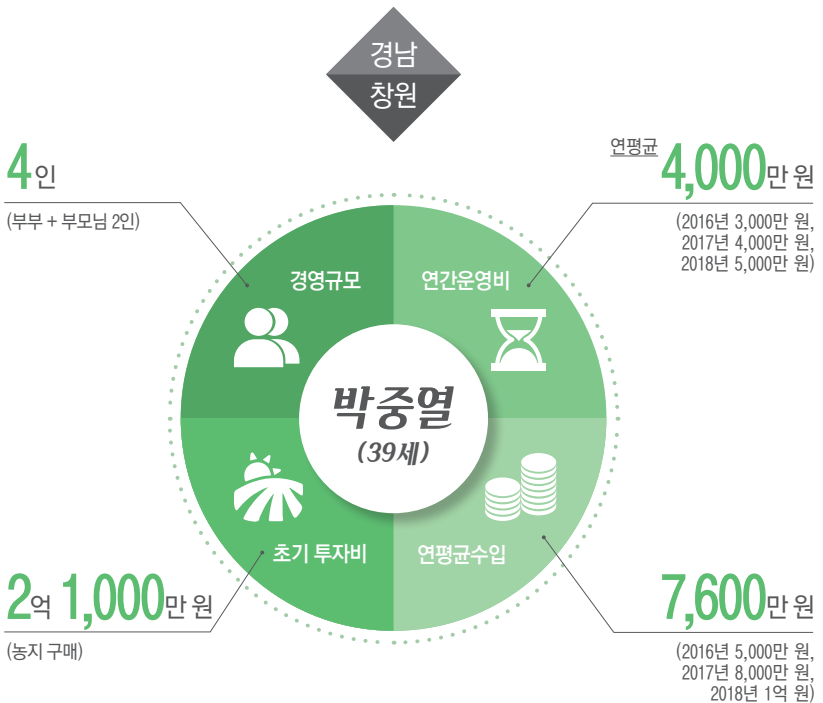 경남
창원
4인
(부부 + 부모님 2인)
연평균 4,000만 원
(2016년 3,000만 원,
2017년 4,000만 원,
2018년 5,000만 원)
경영규모
연간운영비
박중열
(39세)
초기 투자비
연평균수입
2억 1,000만 원
(농지 구매)
7,600만 원
(2016년 5,000만 원,
2017년 8,000만 원,
2018년 1억 원)